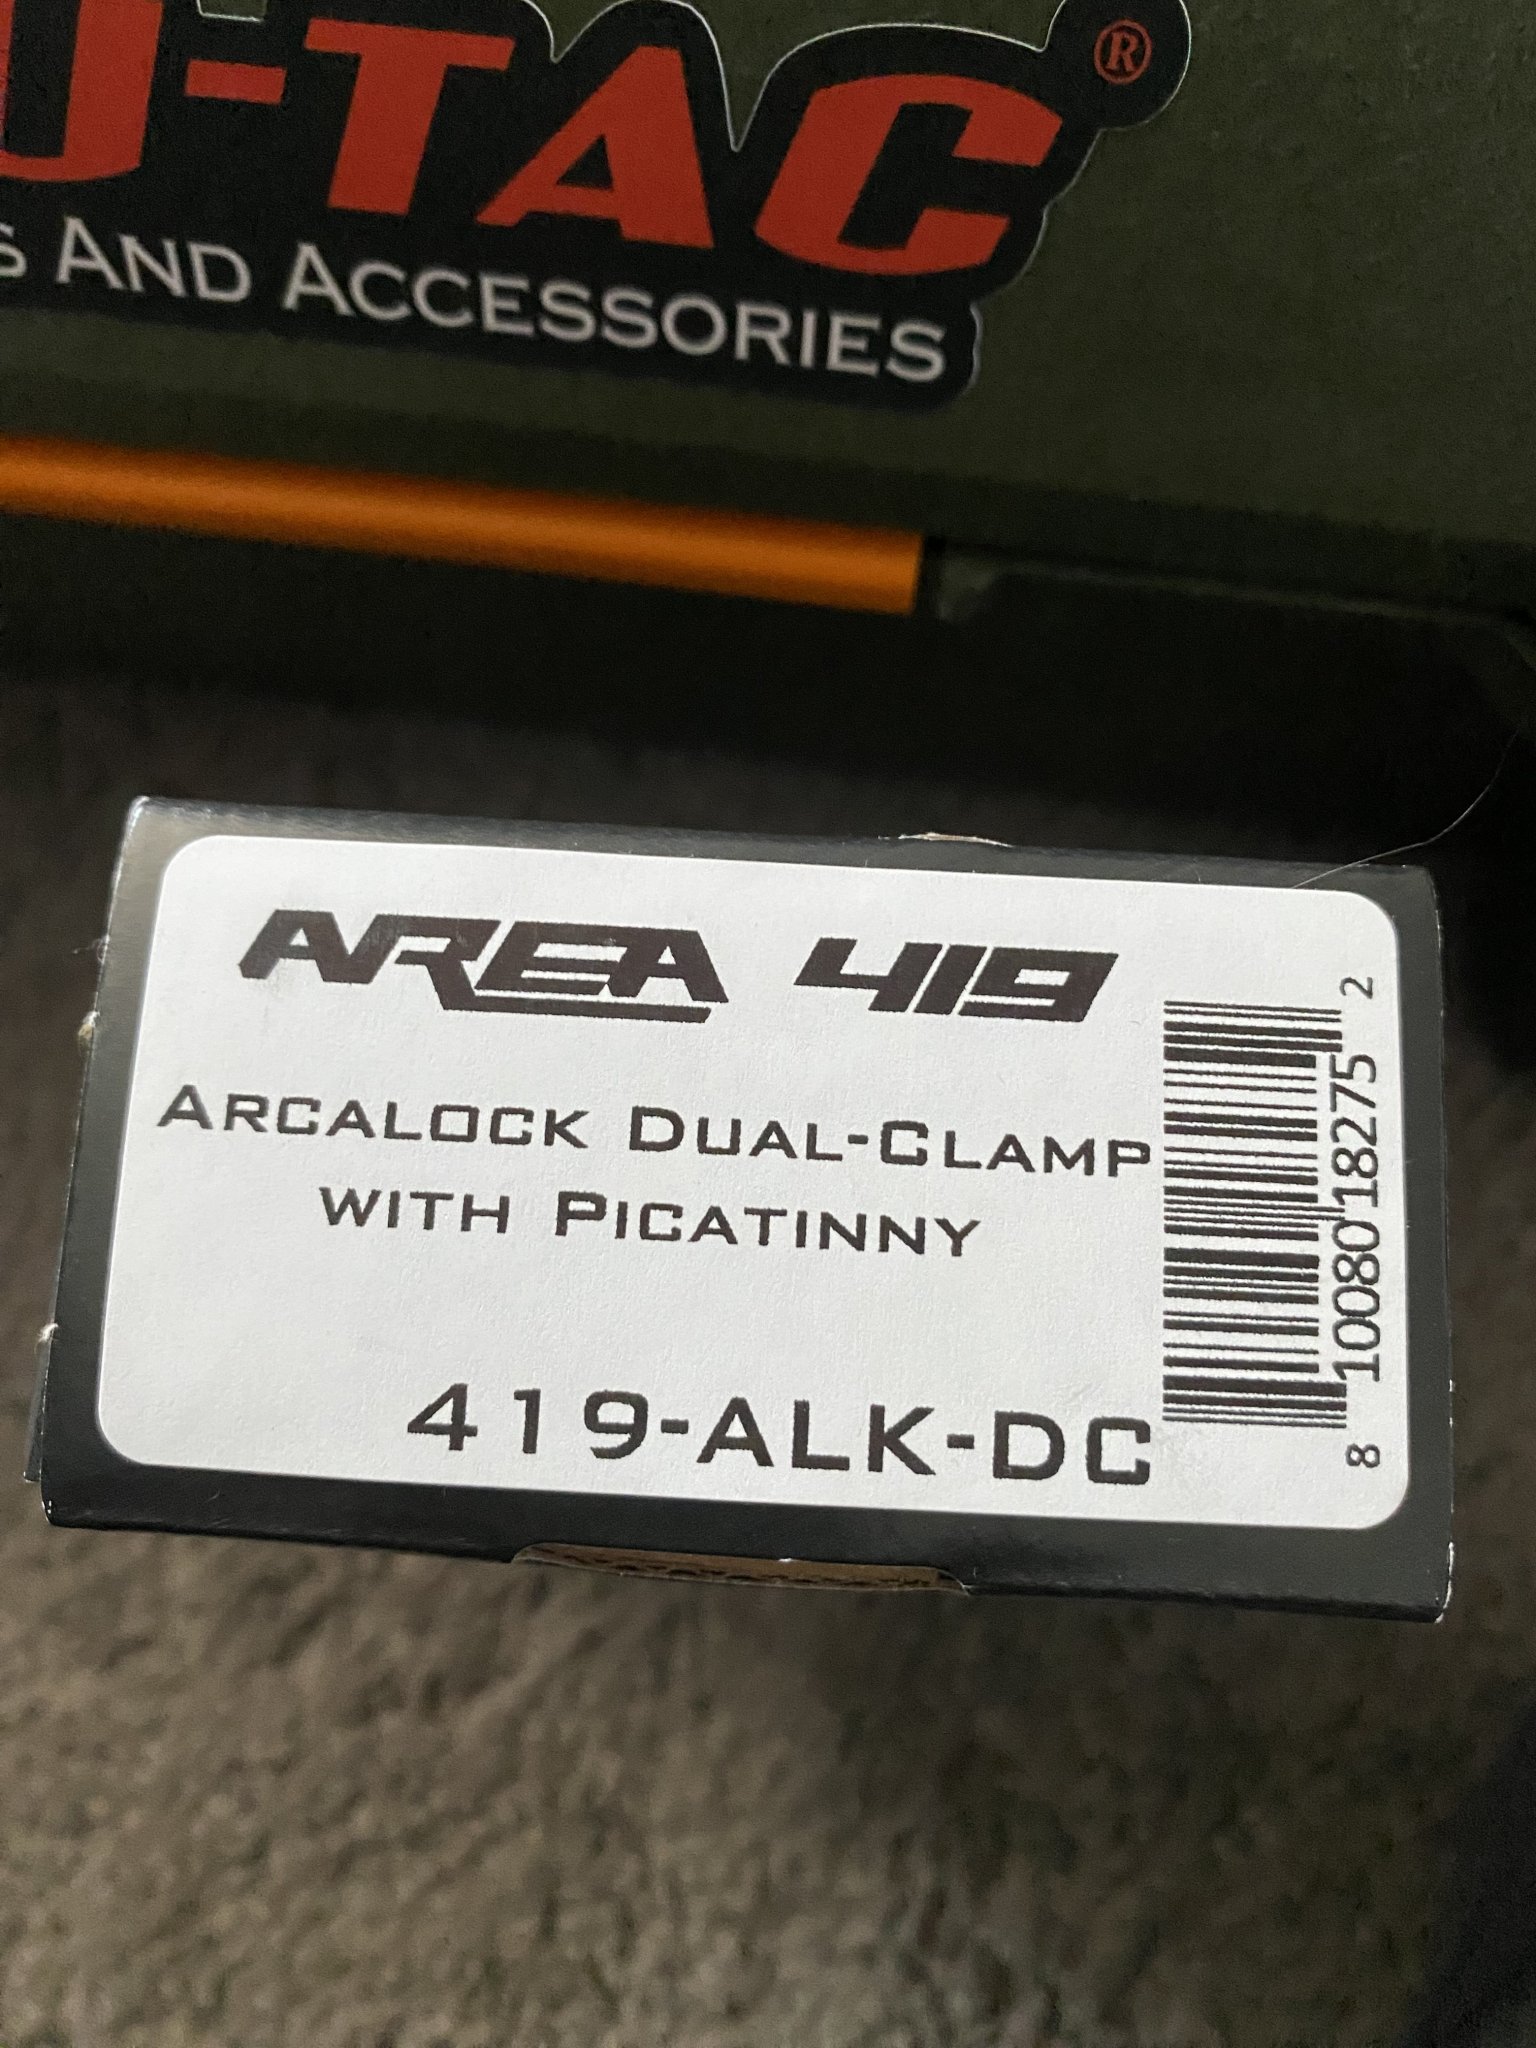 -TAC®
AND ACCESSORIES
AREA 419
ARCALOCK DUAL-CLAMP
WITH PICATINNY
419-ALK-DC
8 10080 18275 2